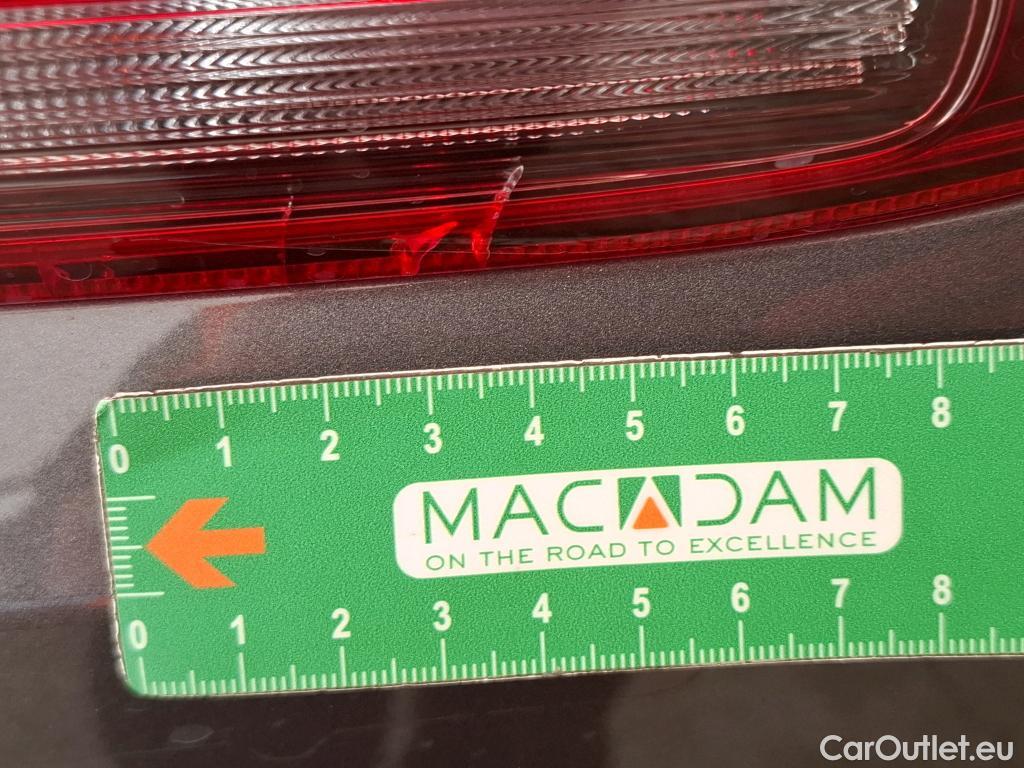 0 1 2 3 4 5 6 7 8
MACADAM
ON THE ROAD TO EXCELLENCE
0 1 2 3 4 5 6 7 8
CarOutlet.eu